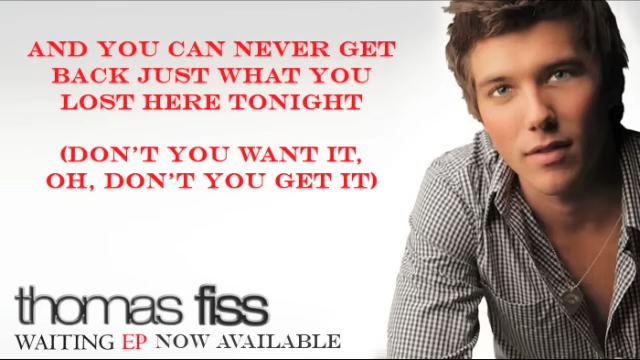 AND YOU CAN NEVER GET
BACK JUST WHAT YOU
LOST HERE TONIGHT
(DON'T YOU WANT IT,
OH, DON'T YOU GET IT)
thomas fiss
WAITING EP NOW AVAILABLE